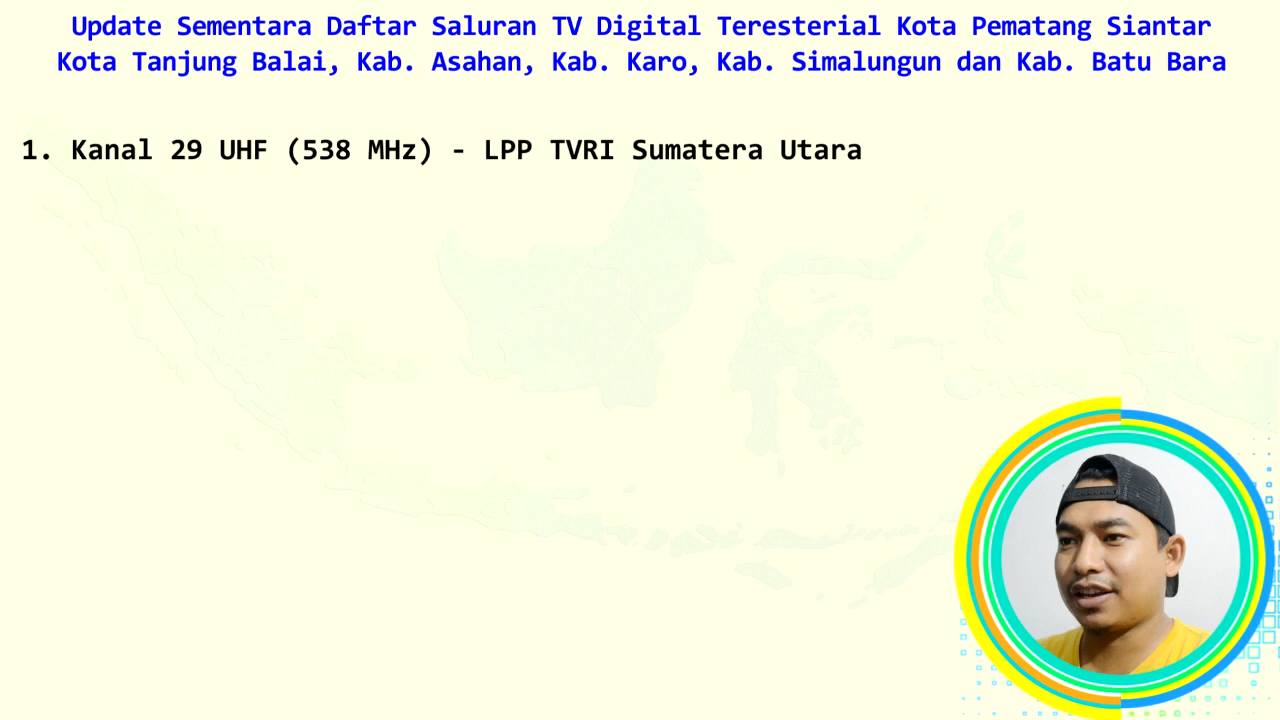 Update Sementara Daftar Saluran TV Digital Teresterial Kota Pematang Siantar
Kota Tanjung Balai, Kab. Asahan, Kab. Karo, Kab. Simalungun dan Kab. Batu Bara
1. Kanal 29 UHF (538 MHz) - LPP TVRI Sumatera Utara